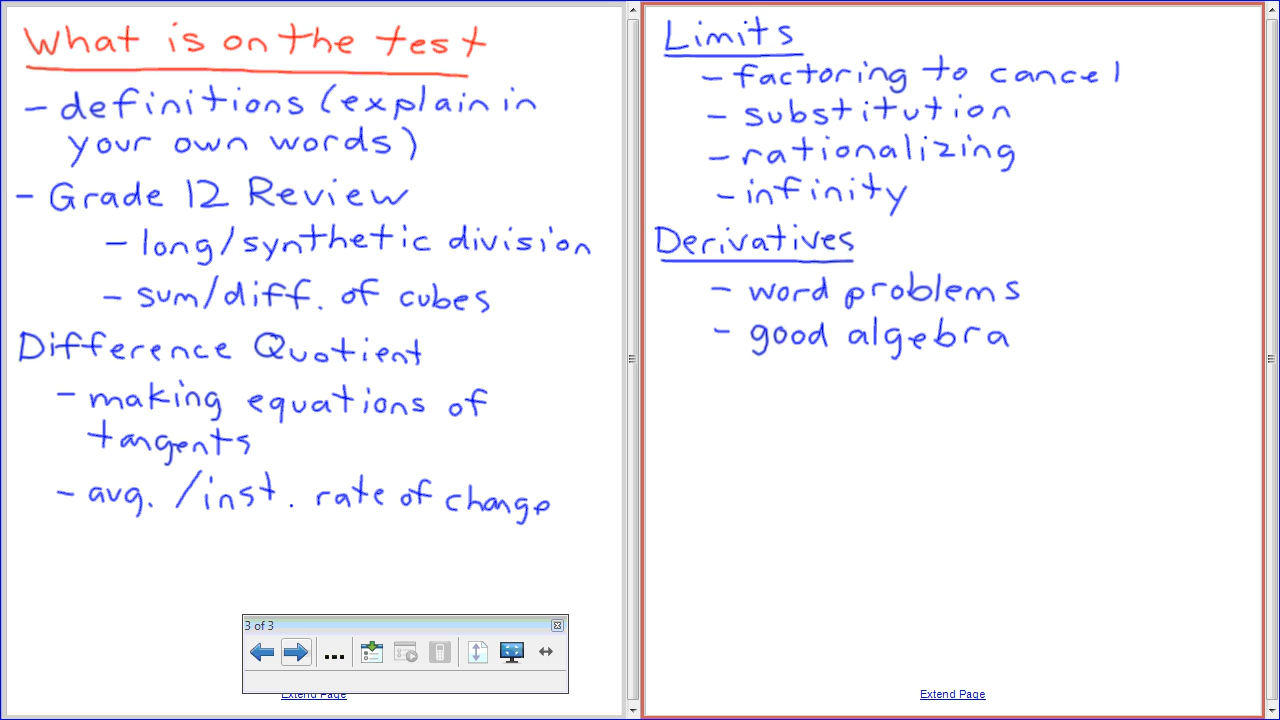 What is on the test
- definitions (explain in
your own words)
- Grade 12 Review
- long/synthetic division
- sum/diff. of cubes
Difference Quotient
- making equations of
tangents
- avg. /inst. rate of change
3 of 3
...
Extend Page
Limits
- factoring to cancel
- substitution
- rationalizing
- infinity
Derivatives
- word problems
- good algebra
Extend Page